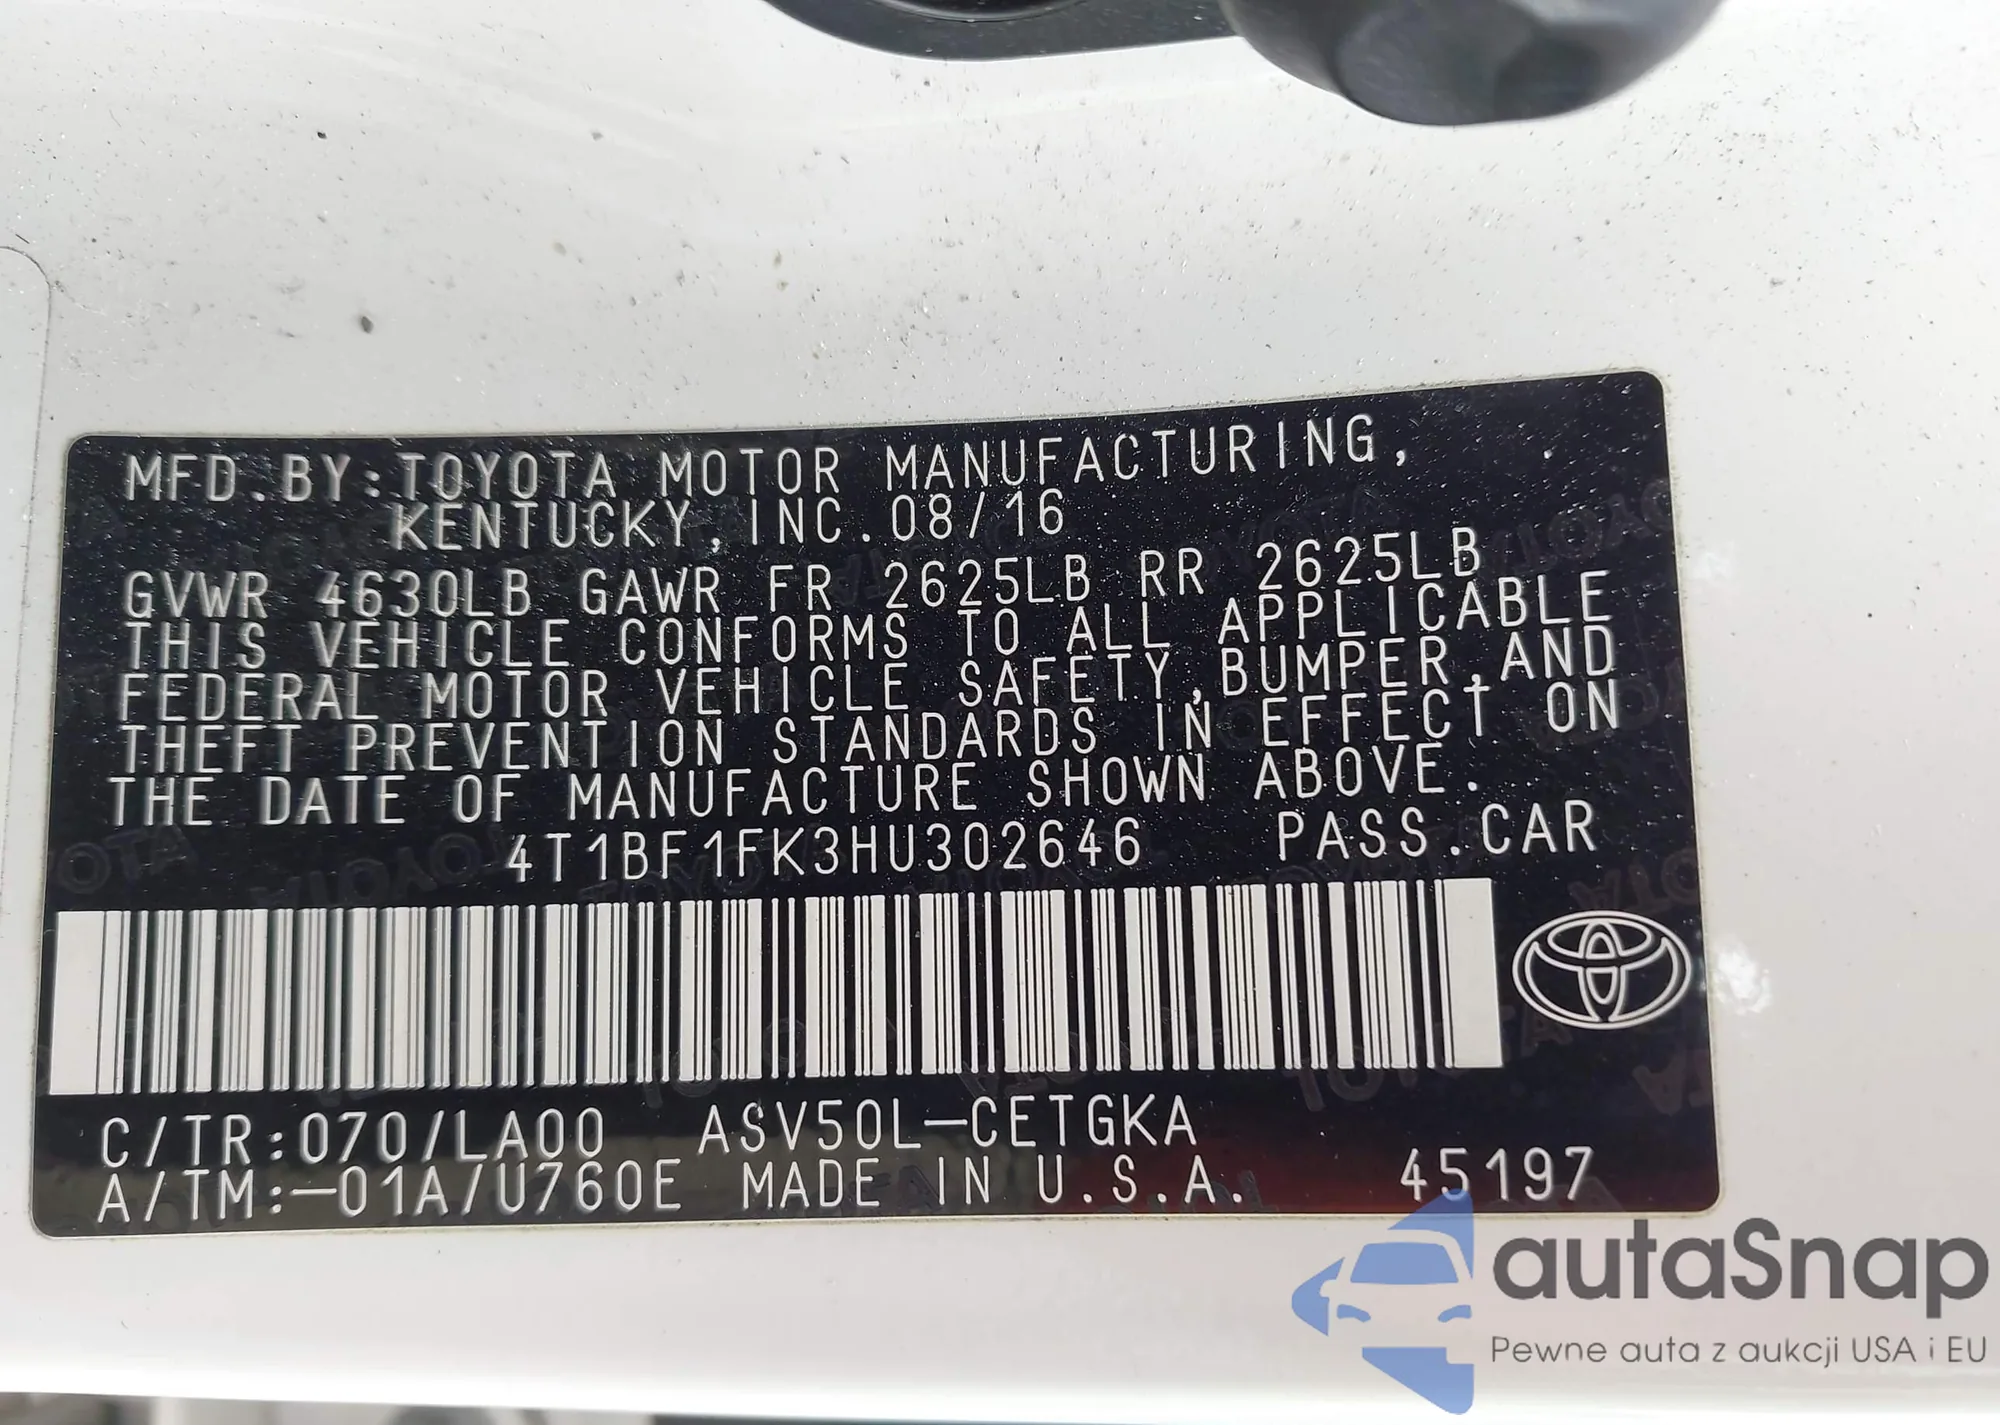 MFD.BY:TOYOTA MOTOR MANUFACTURING,
KENTUCKY,INC.08/16
GVWR 4630LB GAWR FR 2625LB RR 2625LB
THIS VEHICLE CONFORMS TO ALL APPLICABLE
FEDERAL MOTOR VEHICLE SAFETY,BUMPER,AND
THEFT PREVENTION STANDARDS IN EFFECT ON
THE DATE OF MANUFACTURE SHOWN ABOVE.
4T1BF1FK3HU302646 PASS.CAR
C/TR:070/LA00 ASV50L-CETGKA
A/TM:-01A/U760E MADE IN U.S.A. 45197
autaSnap
Pewne auta z aukcji USA i EU